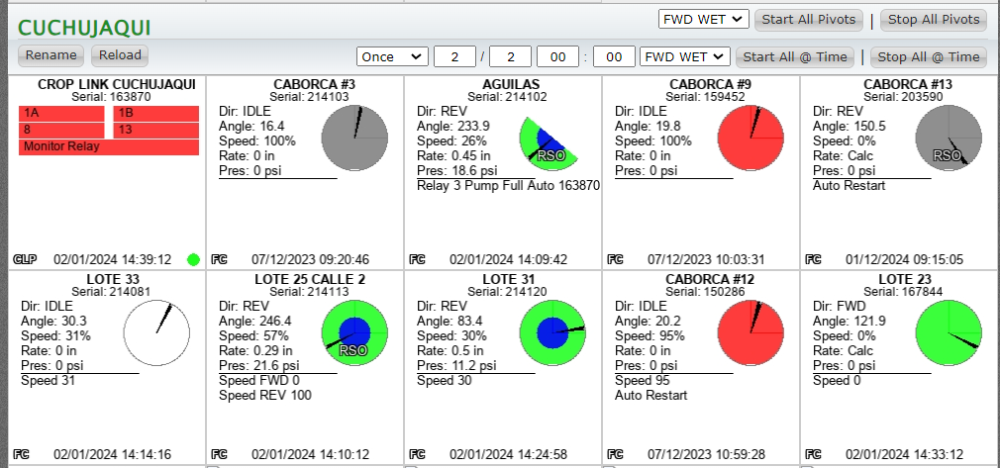 CUCHUJAQUI
FWD WET Start All Pivots | Stop All Pivots
Rename Reload
Once 2 / 2 00 : 00 FWD WET Start All @ Time | Stop All @ Time
CROP LINK CUCHUJAQUI
Serial: 163870
1A 1B
8 13
Monitor Relay
CLP 02/01/2024 14:39:12
CABORCA #3
Serial: 214103
Dir: IDLE
Angle: 16.4
Speed: 100%
Rate: 0 in
Pres: 0 psi
FC 07/12/2023 09:20:46
AGUILAS
Serial: 214102
Dir: REV
Angle: 233.9
Speed: 26%
Rate: 0.45 in
Pres: 18.6 psi
RSO
Relay 3 Pump Full Auto 163870
FC 02/01/2024 14:09:42
CABORCA #9
Serial: 159452
Dir: IDLE
Angle: 19.8
Speed: 100%
Rate: 0 in
Pres: 0 psi
FC 07/12/2023 10:03:31
CABORCA #13
Serial: 203590
Dir: REV
Angle: 150.5
Speed: 0%
Rate: Calc
Pres: 0 psi
RSO
Auto Restart
FC 01/12/2024 09:15:05
LOTE 33
Serial: 214081
Dir: IDLE
Angle: 30.3
Speed: 31%
Rate: 0 in
Pres: 0 psi
Speed 31
FC 02/01/2024 14:14:16
LOTE 25 CALLE 2
Serial: 214113
Dir: REV
Angle: 246.4
Speed: 57%
Rate: 0.29 in
Pres: 21.6 psi
RSO
Speed FWD 0
Speed REV 100
FC 02/01/2024 14:10:12
LOTE 31
Serial: 214120
Dir: REV
Angle: 83.4
Speed: 30%
Rate: 0.5 in
Pres: 11.2 psi
Speed 30
FC 02/01/2024 14:24:58
CABORCA #12
Serial: 150286
Dir: IDLE
Angle: 20.2
Speed: 95%
Rate: 0 in
Pres: 0 psi
Speed 95
Auto Restart
FC 07/12/2023 10:59:28
LOTE 23
Serial: 167844
Dir: FWD
Angle: 121.9
Speed: 0%
Rate: Calc
Pres: 0 psi
Speed 0
FC 02/01/2024 14:33:12